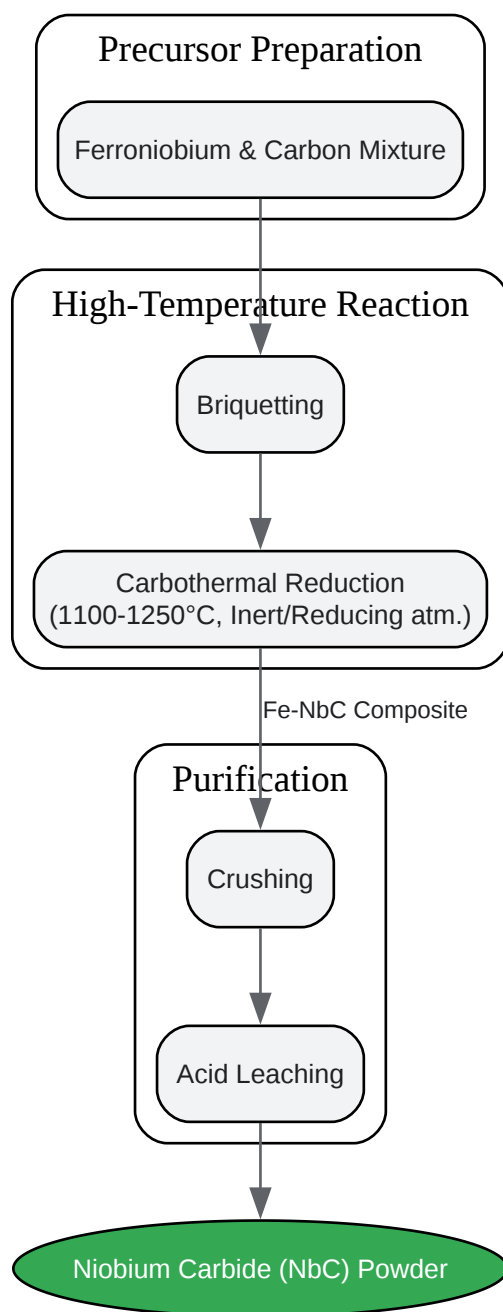 Precursor Preparation
Ferroniobium & Carbon Mixture
High-Temperature Reaction
Briquetting
Carbothermal Reduction
(1100-1250°C, Inert/Reducing atm.)
Fe-NbC Composite
Purification
Crushing
Acid Leaching
Niobium Carbide (NbC) Powder